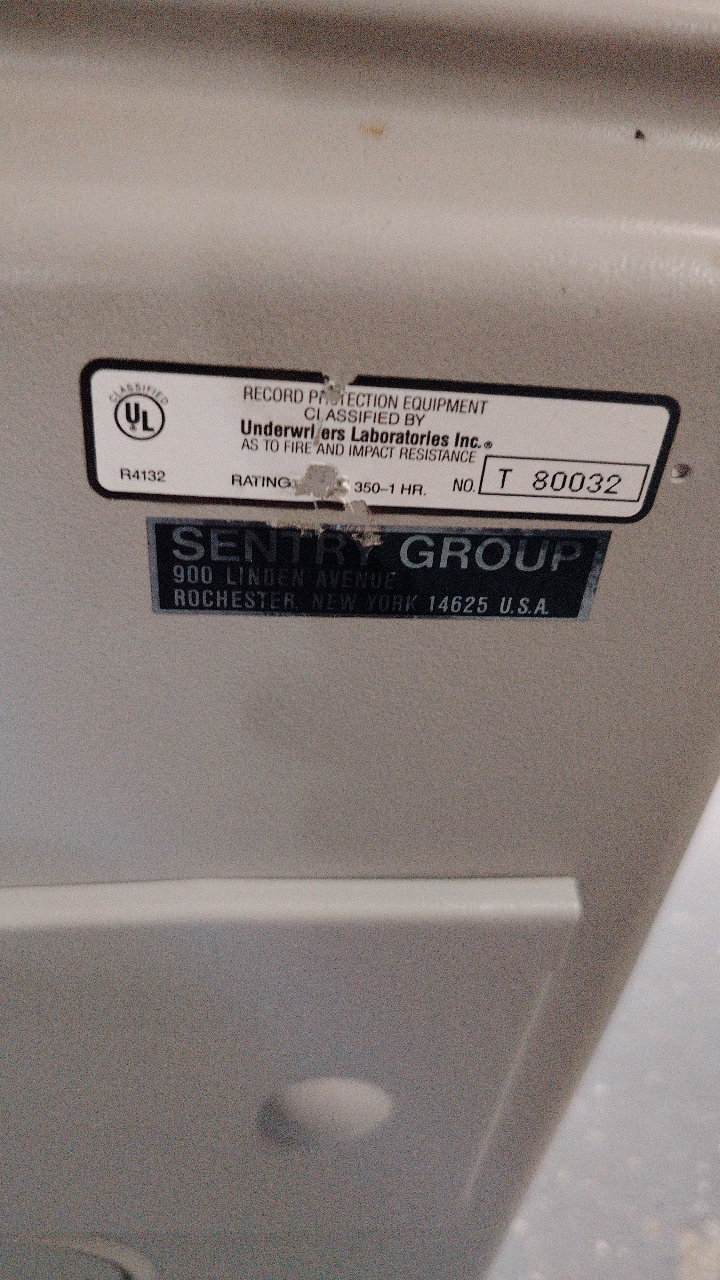 CLASSIFIED
UL
R4132
RECORD PROTECTION EQUIPMENT
CLASSIFIED BY
Underwriters Laboratories Inc.®
AS TO FIRE AND IMPACT RESISTANCE
RATING 350–1 HR. NO. T 80032
SENTRY GROUP
900 LINDEN AVENUE
ROCHESTER, NEW YORK 14625 U.S.A.